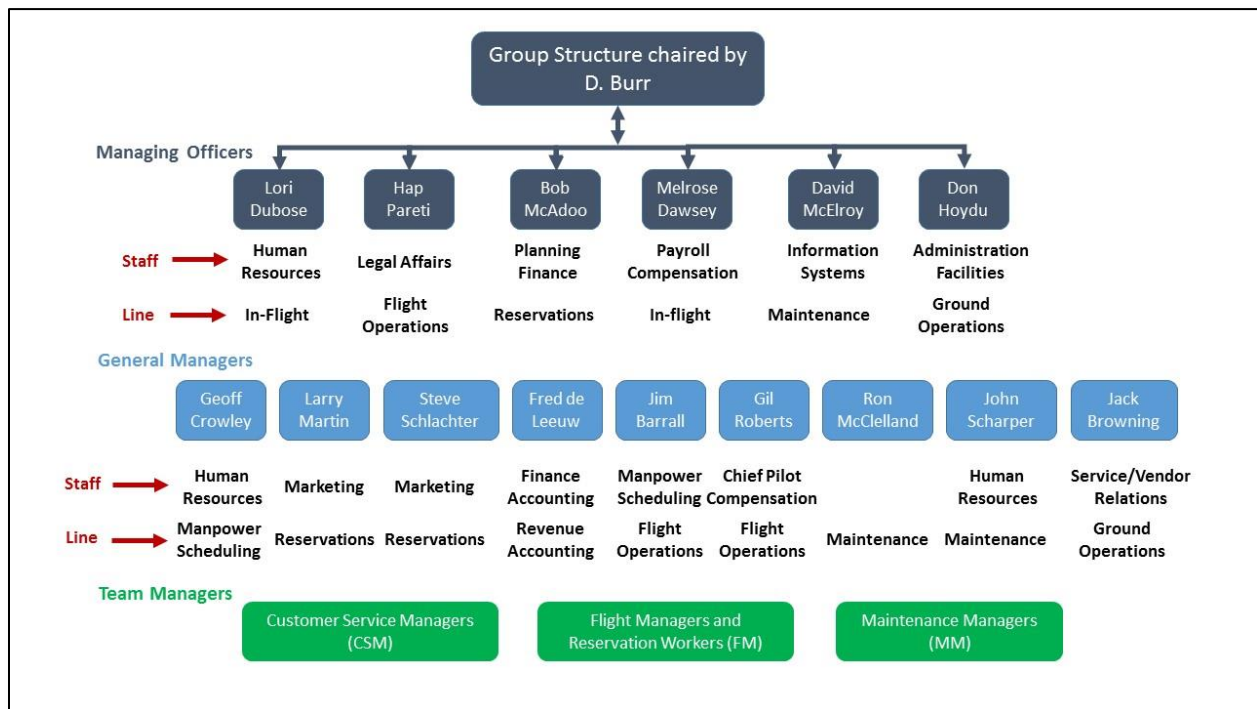 Group Structure chaired by
D. Burr
Managing Officers
Lori
Dubose
Hap
Pareti
Bob
McAdoo
Melrose
Dawsey
David
McElroy
Don
Hoydu
Staff
Human
Resources
Legal Affairs
Planning
Finance
Payroll
Compensation
Information
Systems
Administration
Facilities
Line
In-Flight
Flight
Operations
Reservations
In-flight
Maintenance
Ground
Operations
General Managers
Geoff
Crowley
Larry
Martin
Steve
Schlachter
Fred de
Leeuw
Jim
Barrall
Gil
Roberts
Ron
McClelland
John
Scharper
Jack
Browning
Staff
Human
Resources
Marketing
Marketing
Finance
Accounting
Manpower
Scheduling
Chief Pilot
Compensation
Human
Resources
Service/Vendor
Relations
Line
Manpower
Scheduling
Reservations
Reservations
Revenue
Accounting
Flight
Operations
Flight
Operations
Maintenance
Maintenance
Ground
Operations
Team Managers
Customer Service Managers
(CSM)
Flight Managers and
Reservation Workers (FM)
Maintenance Managers
(MM)